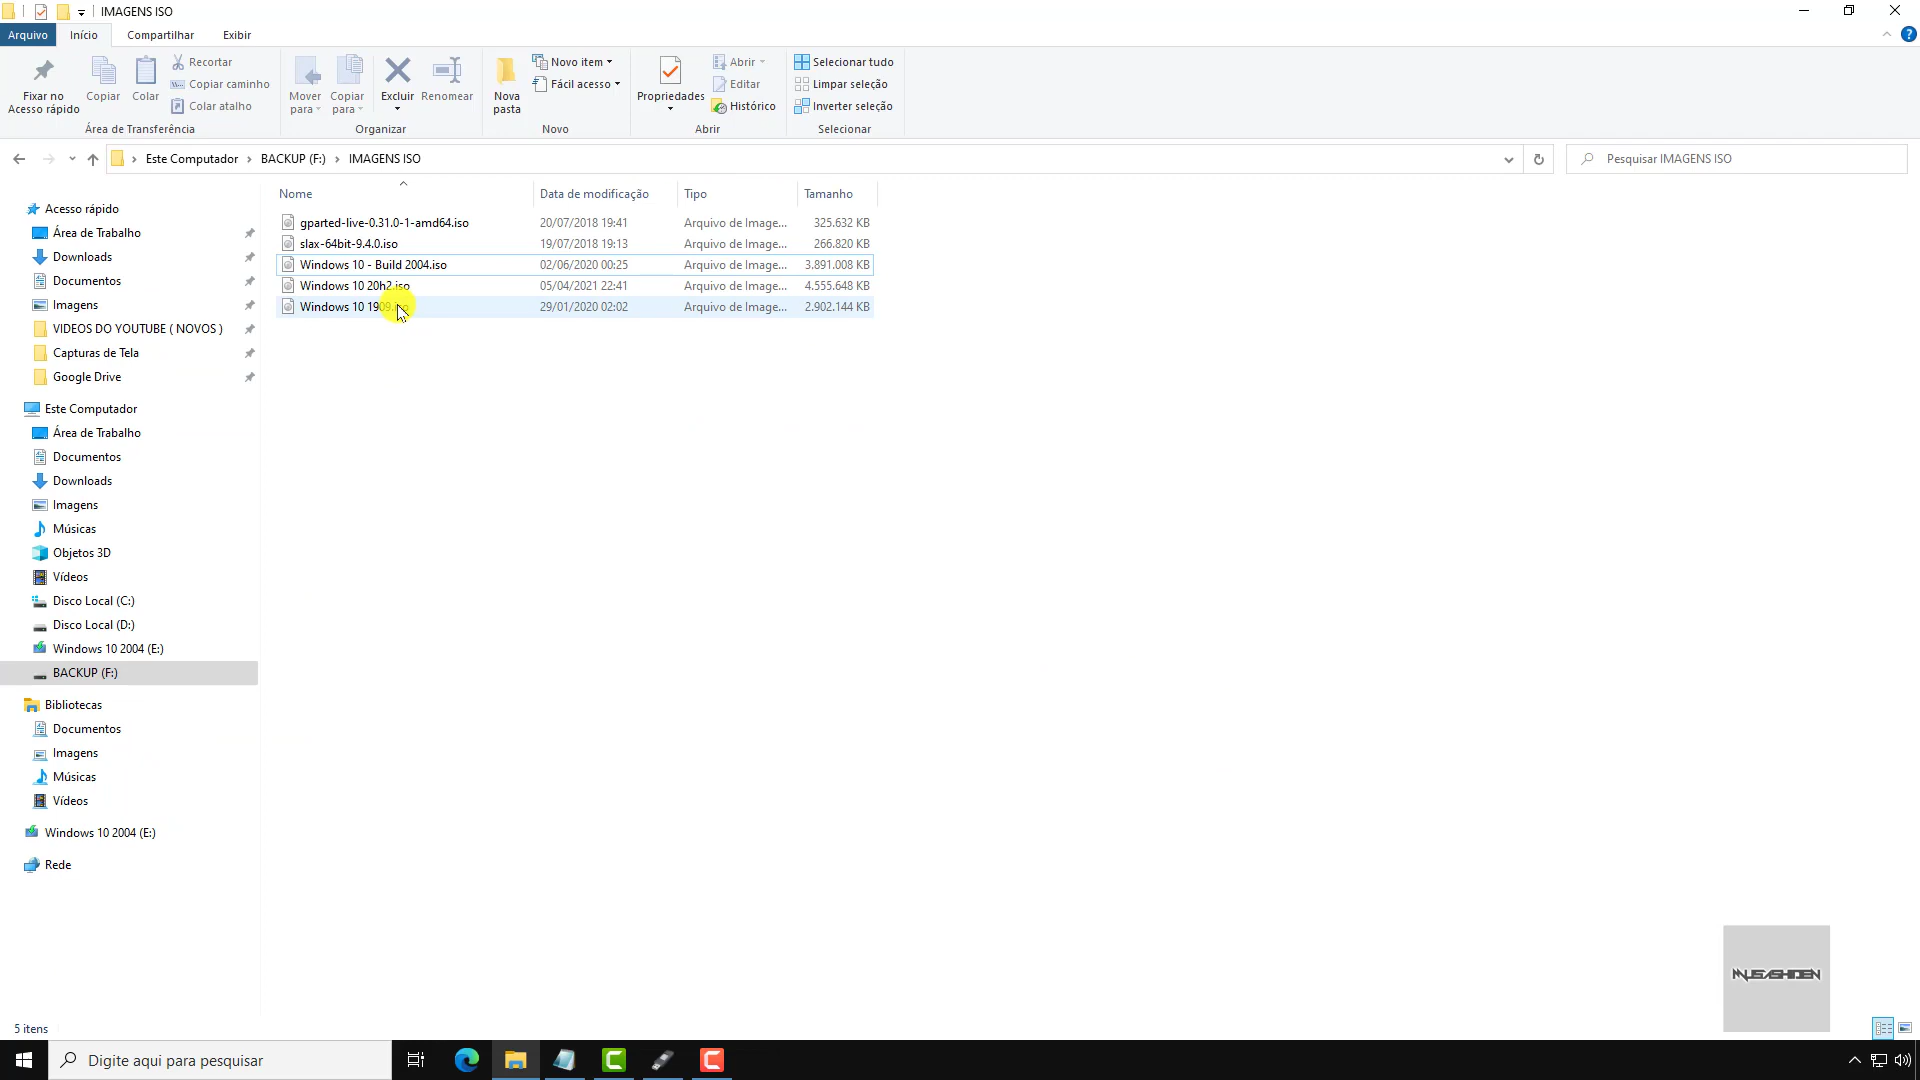 IMAGENS ISO
Arquivo Início Compartilhar Exibir
Fixar no Acesso rápido
Copiar
Colar
Recortar
Copiar caminho
Colar atalho
Área de Transferência
Mover para
Copiar para
Excluir
Renomear
Organizar
Nova pasta
Novo item
Fácil acesso
Novo
Propriedades
Abrir
Editar
Histórico
Abrir
Selecionar tudo
Limpar seleção
Inverter seleção
Selecionar
Este Computador > BACKUP (F:) > IMAGENS ISO
Pesquisar IMAGENS ISO
Nome Data de modificação Tipo Tamanho
gparted-live-0.31.0-1-amd64.iso 20/07/2018 19:41 Arquivo de Image... 325.632 KB
slax-64bit-9.4.0.iso 19/07/2018 19:13 Arquivo de Image... 266.820 KB
Windows 10 - Build 2004.iso 02/06/2020 00:25 Arquivo de Image... 3.891.008 KB
Windows 10 20h2.iso 05/04/2021 22:41 Arquivo de Image... 4.555.648 KB
Windows 10 1909.iso 29/01/2020 02:02 Arquivo de Image... 2.902.144 KB
Acesso rápido
Área de Trabalho
Downloads
Documentos
Imagens
VIDEOS DO YOUTUBE ( NOVOS )
Capturas de Tela
Google Drive
Este Computador
Área de Trabalho
Documentos
Downloads
Imagens
Músicas
Objetos 3D
Vídeos
Disco Local (C:)
Disco Local (D:)
Windows 10 2004 (E:)
BACKUP (F:)
Bibliotecas
Documentos
Imagens
Músicas
Vídeos
Windows 10 2004 (E:)
Rede
5 itens
Digite aqui para pesquisar